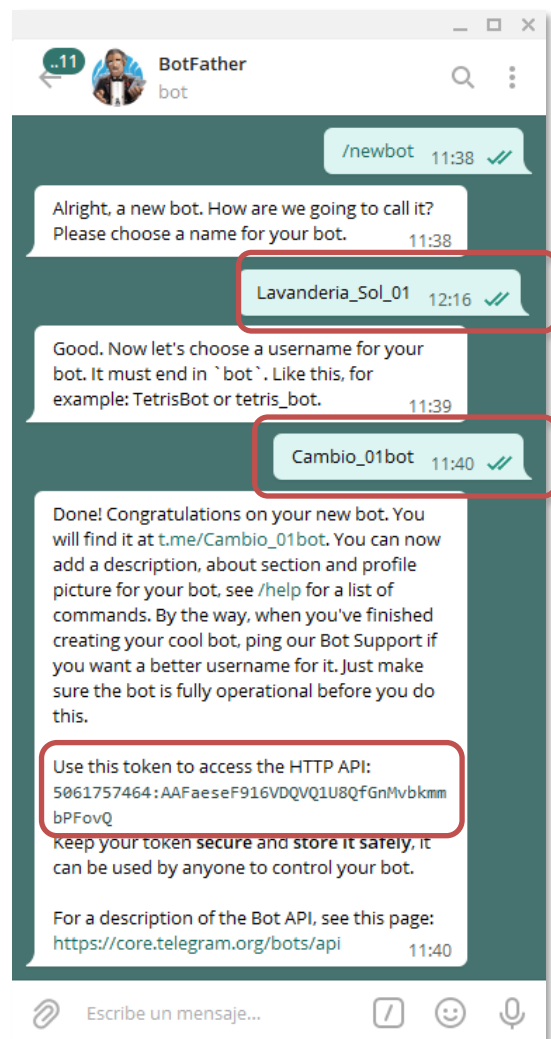 ..11
BotFather
bot
/newbot 11:38
Alright, a new bot. How are we going to call it?
Please choose a name for your bot. 11:38
Lavanderia_Sol_01 12:16
Good. Now let's choose a username for your
bot. It must end in `bot`. Like this, for
example: TetrisBot or tetris_bot. 11:39
Cambio_01bot 11:40
Done! Congratulations on your new bot. You
will find it at t.me/Cambio_01bot. You can now
add a description, about section and profile
picture for your bot, see /help for a list of
commands. By the way, when you've finished
creating your cool bot, ping our Bot Support if
you want a better username for it. Just make
sure the bot is fully operational before you do
this.
Use this token to access the HTTP API:
5061757464:AAFaeseF916VDQVQ1U8QfGnMvbkmm
bPFovQ
Keep your token secure and store it safely, it
can be used by anyone to control your bot.
For a description of the Bot API, see this page:
https://core.telegram.org/bots/api 11:40
Escribe un mensaje...